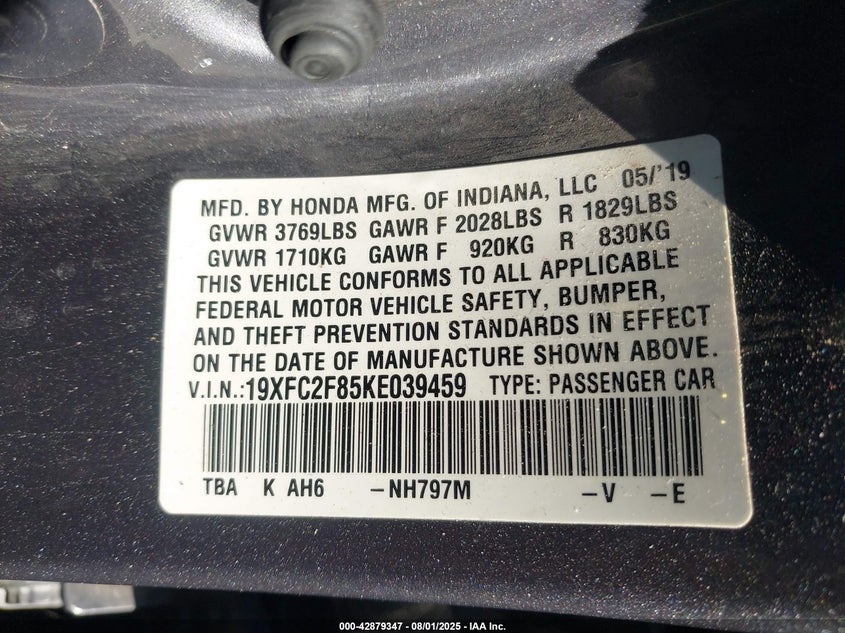 MFD. BY HONDA MFG. OF INDIANA, LLC 05/'19
GVWR 3769LBS GAWR F 2028LBS R 1829LBS
GVWR 1710KG GAWR F 920KG R 830KG
THIS VEHICLE CONFORMS TO ALL APPLICABLE
FEDERAL MOTOR VEHICLE SAFETY, BUMPER,
AND THEFT PREVENTION STANDARDS IN EFFECT
ON THE DATE OF MANUFACTURE SHOWN ABOVE.
V.I.N.:19XFC2F85KE039459 TYPE: PASSENGER CAR
TBA K AH6 -NH797M -V -E
000-42879347 - 08/01/2025 - IAA Inc.